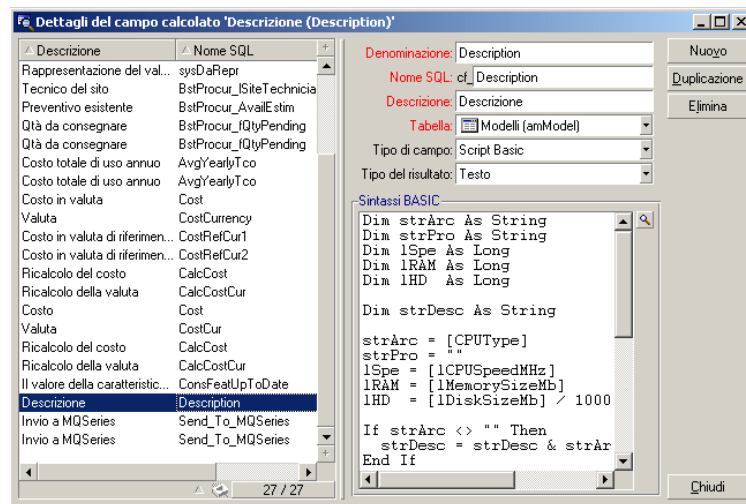 Dettagli del campo calcolato 'Descrizione (Description)'
Descrizione Nome SQL
Rappresentazione del val... sysDaRepr
Tecnico del sito BstProcur_lSiteTechnicia
Preventivo esistente BstProcur_AvailEstim
Qtà da consegnare BstProcur_fQtyPending
Qtà da consegnare BstProcur_fQtyPending
Costo totale di uso annuo AvgYearlyTco
Costo totale di uso annuo AvgYearlyTco
Costo in valuta Cost
Valuta CostCurrency
Costo in valuta di riferimen... CostRefCur1
Costo in valuta di riferimen... CostRefCur2
Ricalcolo del costo CalcCost
Ricalcolo della valuta CalcCostCur
Costo Cost
Valuta CostCur
Ricalcolo del costo CalcCost
Ricalcolo della valuta CalcCostCur
Il valore della caratteristic... ConsFeatUpToDate
Descrizione Description
Invio a MQSeries Send_To_MQSeries
Invio a MQSeries Send_To_MQSeries
27 / 27
Denominazione: Description
Nome SQL: cf_ Description
Descrizione: Descrizione
Tabella: Modelli (amModel)
Tipo di campo: Script Basic
Tipo del risultato: Testo
Sintassi BASIC
Dim strArc As String
Dim strPro As String
Dim lSpe As Long
Dim lRAM As Long
Dim lHD As Long
Dim strDesc As String
strArc = [CPUType]
strPro = ""
lSpe = [lCPUSpeedMHz]
lRAM = [lMemorySizeMb]
lHD = [lDiskSizeMb] / 1000
If strArc <> "" Then
strDesc = strDesc & strAr
End If
Nuovo
Duplicazione
Elimina
Chiudi